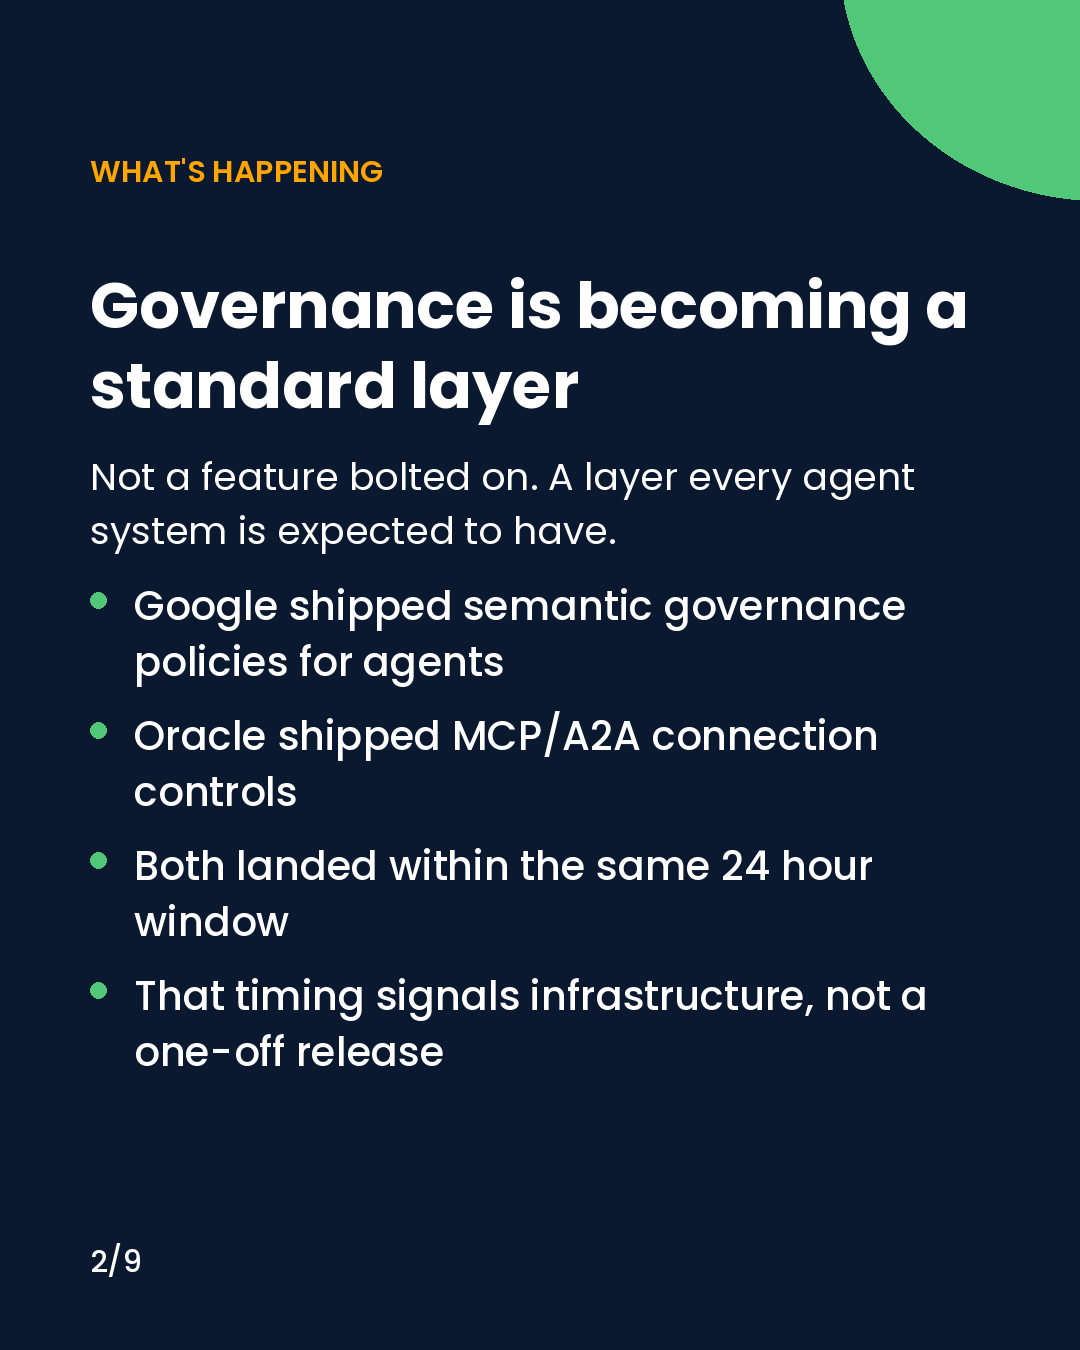 WHAT'S HAPPENING
Governance is becoming a
standard layer
Not a feature bolted on. A layer every agent
system is expected to have.
Google shipped semantic governance
policies for agents
Oracle shipped MCP/A2A connection
controls
Both landed within the same 24 hour
window
That timing signals infrastructure, not a
one-off release
2/9